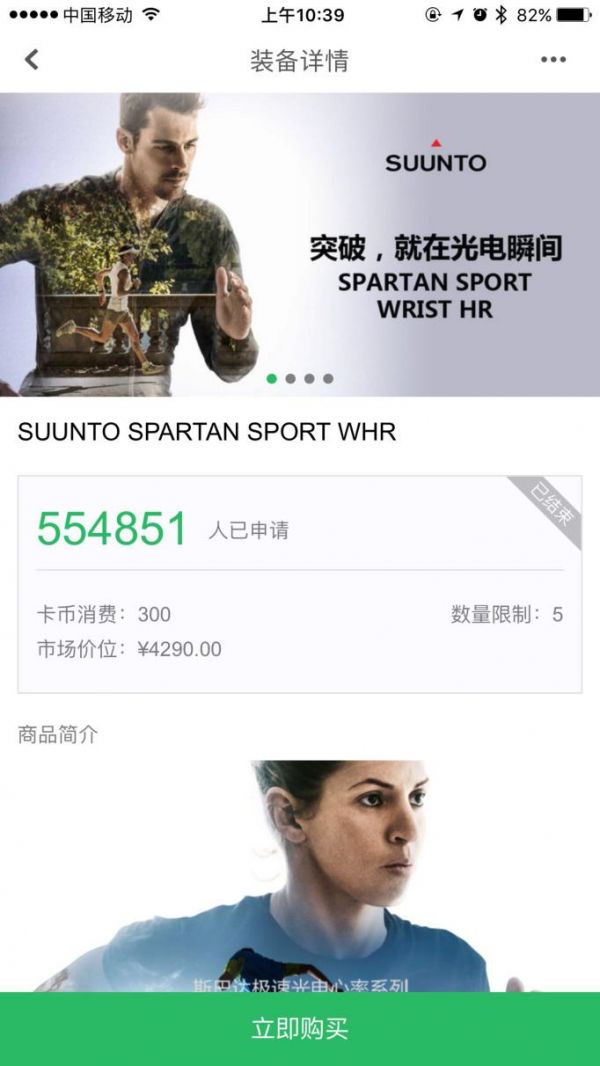 中国移动 上午10:39 82%
装备详情
SUUNTO
突破，就在光电瞬间
SPARTAN SPORT
WRIST HR
SUUNTO SPARTAN SPORT WHR
已结束
554851 人已申请
卡币消费：300 数量限制：5
市场价位：¥4290.00
商品简介
斯巴达极速光电心率系列
立即购买